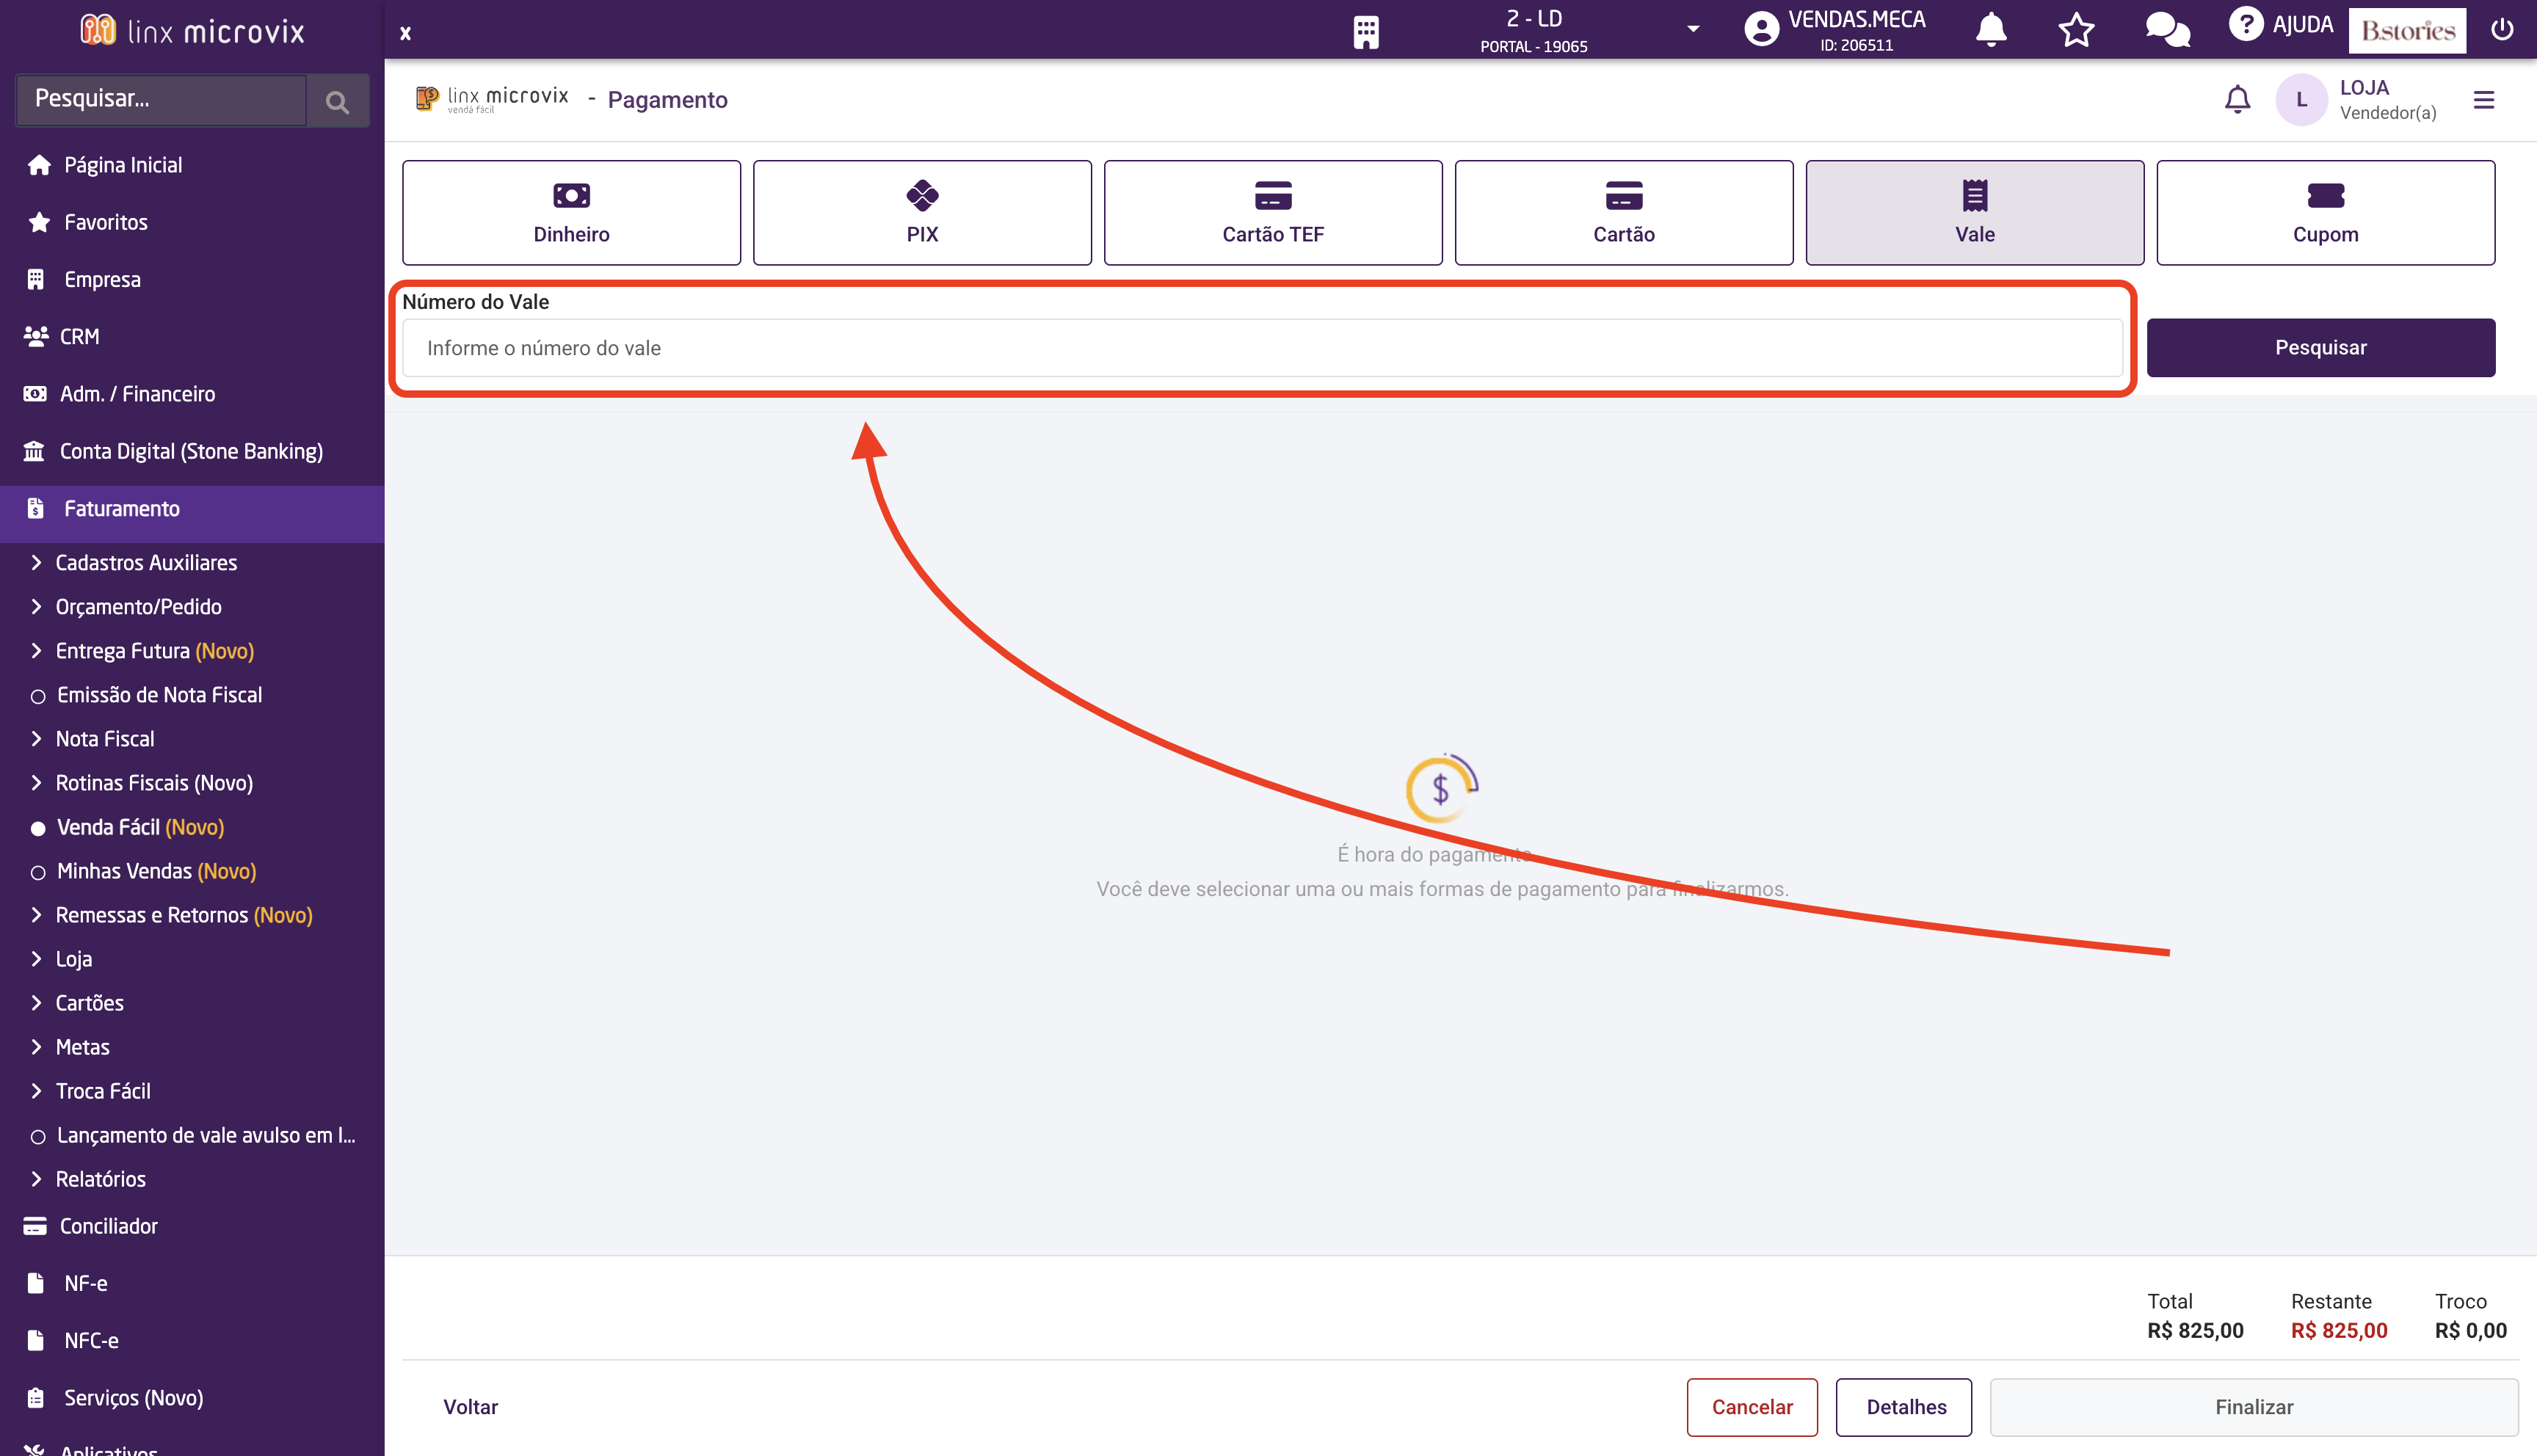 linx microvix
x
2 - LD
PORTAL - 19065
VENDAS.MECA
ID: 206511
? AJUDA
B.stories
Pesquisar...
linx microvix
venda fácil
- Pagamento
L
LOJA
Vendedor(a)
Página Inicial
Favoritos
Empresa
CRM
Adm. / Financeiro
Conta Digital (Stone Banking)
Faturamento
Cadastros Auxiliares
Orçamento/Pedido
Entrega Futura (Novo)
Emissão de Nota Fiscal
Nota Fiscal
Rotinas Fiscais (Novo)
Venda Fácil (Novo)
Minhas Vendas (Novo)
Remessas e Retornos (Novo)
Loja
Cartões
Metas
Troca Fácil
Lançamento de vale avulso em l...
Relatórios
Conciliador
NF-e
NFC-e
Serviços (Novo)
Aplicativos
Dinheiro
PIX
Cartão TEF
Cartão
Vale
Cupom
Número do Vale
Informe o número do vale
Pesquisar
$
É hora do pagamento
Você deve selecionar uma ou mais formas de pagamento para finalizarmos.
Total
R$ 825,00
Restante
R$ 825,00
Troco
R$ 0,00
Voltar
Cancelar
Detalhes
Finalizar